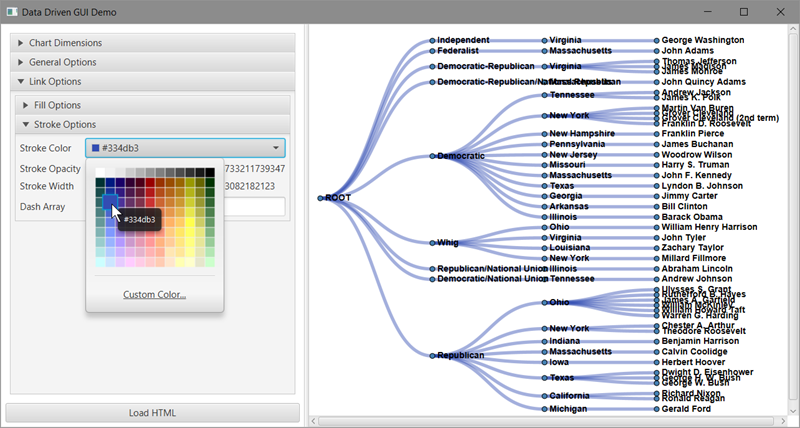 Data Driven GUI Demo
Chart Dimensions
General Options
Link Options
Fill Options
Stroke Options
Stroke Color
#334db3
Stroke Opacity
733211739347
Stroke Width
3082182123
Dash Array
#334db3
Custom Color...
Load HTML
ROOT
Independent
Virginia
George Washington
Federalist
Massachusetts
John Adams
Democratic-Republican
Virginia
Thomas Jefferson
James Madison
James Monroe
Democratic-Republican/National Republican
Massachusetts
John Quincy Adams
Democratic
Tennessee
Andrew Jackson
James K. Polk
New York
Martin Van Buren
Grover Cleveland
Grover Cleveland (2nd term)
Franklin D. Roosevelt
New Hampshire
Franklin Pierce
Pennsylvania
James Buchanan
New Jersey
Woodrow Wilson
Missouri
Harry S. Truman
Massachusetts
John F. Kennedy
Texas
Lyndon B. Johnson
Georgia
Jimmy Carter
Arkansas
Bill Clinton
Illinois
Barack Obama
Whig
Ohio
William Henry Harrison
Virginia
John Tyler
Louisiana
Zachary Taylor
New York
Millard Fillmore
Republican/National Union
Illinois
Abraham Lincoln
Democratic/National Union
Tennessee
Andrew Johnson
Republican
Ohio
Ulysses S. Grant
Rutherford B. Hayes
James A. Garfield
William McKinley
William Howard Taft
Warren G. Harding
New York
Chester A. Arthur
Theodore Roosevelt
Indiana
Benjamin Harrison
Massachusetts
Calvin Coolidge
Iowa
Herbert Hoover
Texas
Dwight D. Eisenhower
George H. W. Bush
George W. Bush
California
Richard Nixon
Ronald Reagan
Michigan
Gerald Ford